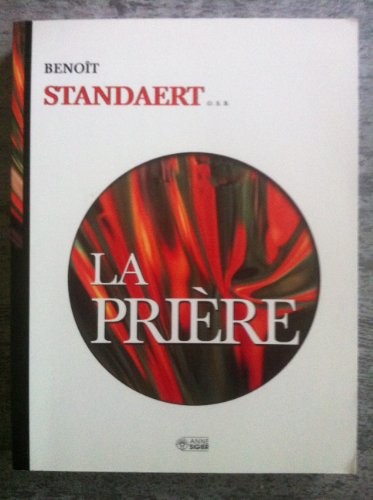 BENOÎT
STANDAERT O. S. B.
LA
PRIÈRE
ANNE
SIGIER